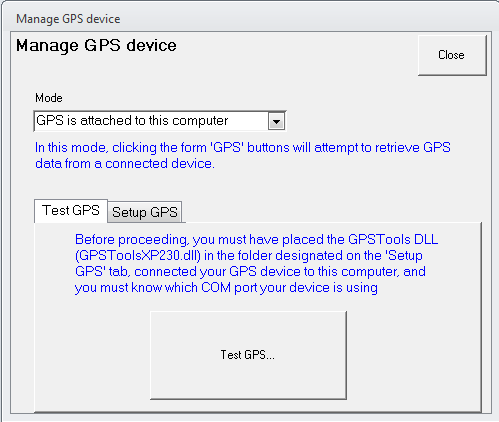 Manage GPS device
Manage GPS device
Close
Mode
GPS is attached to this computer
In this mode, clicking the form 'GPS' buttons will attempt to retrieve GPS
data from a connected device.
Test GPS
Setup GPS
Before proceeding, you must have placed the GPSTools DLL
(GPSToolsXP230.dll) in the folder designated on the 'Setup
GPS' tab, connected your GPS device to this computer, and
you must know which COM port your device is using
Test GPS...